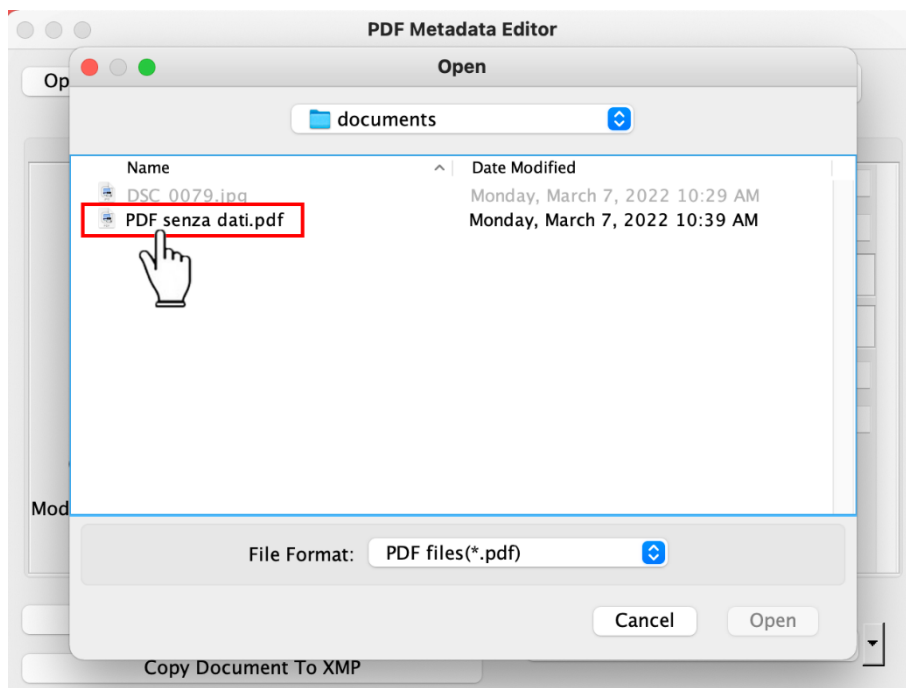 PDF Metadata Editor
Op
Open
documents
Name Date Modified
DSC_0079.jpg Monday, March 7, 2022 10:29 AM
PDF senza dati.pdf Monday, March 7, 2022 10:39 AM
Mod
File Format: PDF files(*.pdf)
Cancel Open
Copy Document To XMP